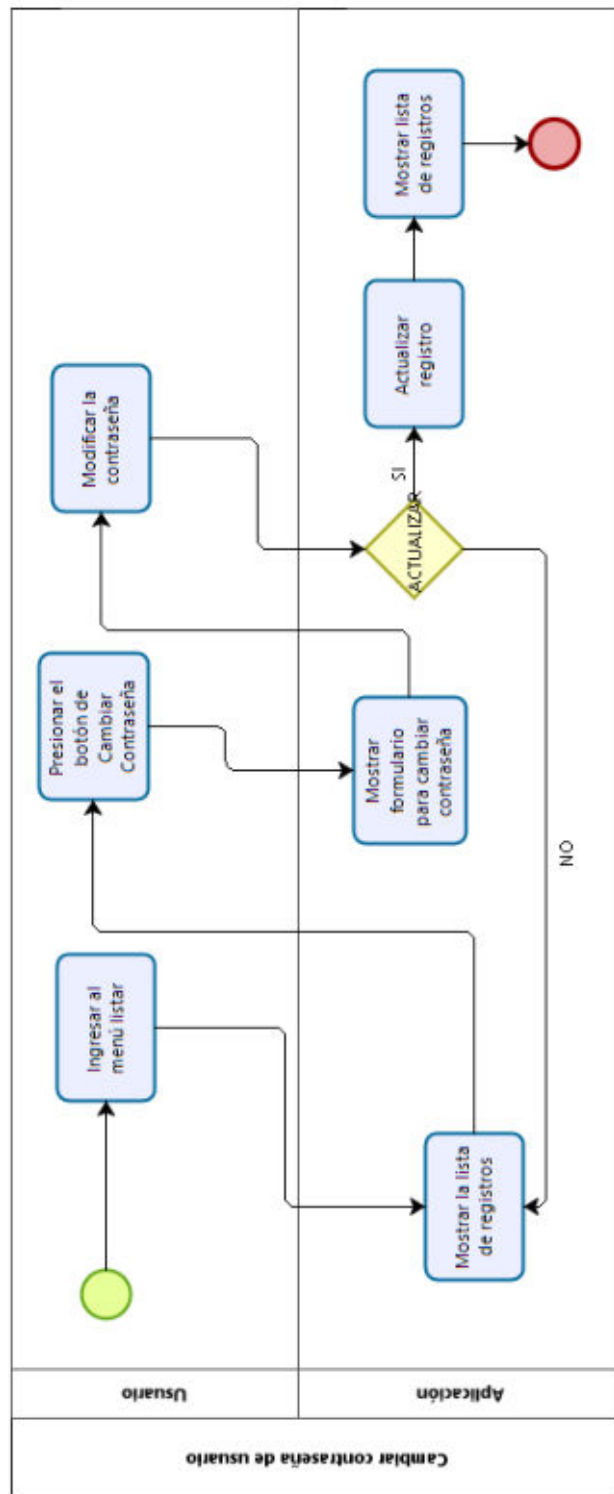 Cambiar contraseña de usuario
Usuario
Aplicación
Ingresar al
menú listar
Mostrar la lista
de registros
Presionar el
botón de
Cambiar
Contraseña
Mostrar
formulario
para cambiar
contraseña
Modificar la
contraseña
ACTUALIZAR
SI
NO
Actualizar
registro
Mostrar lista
de registros